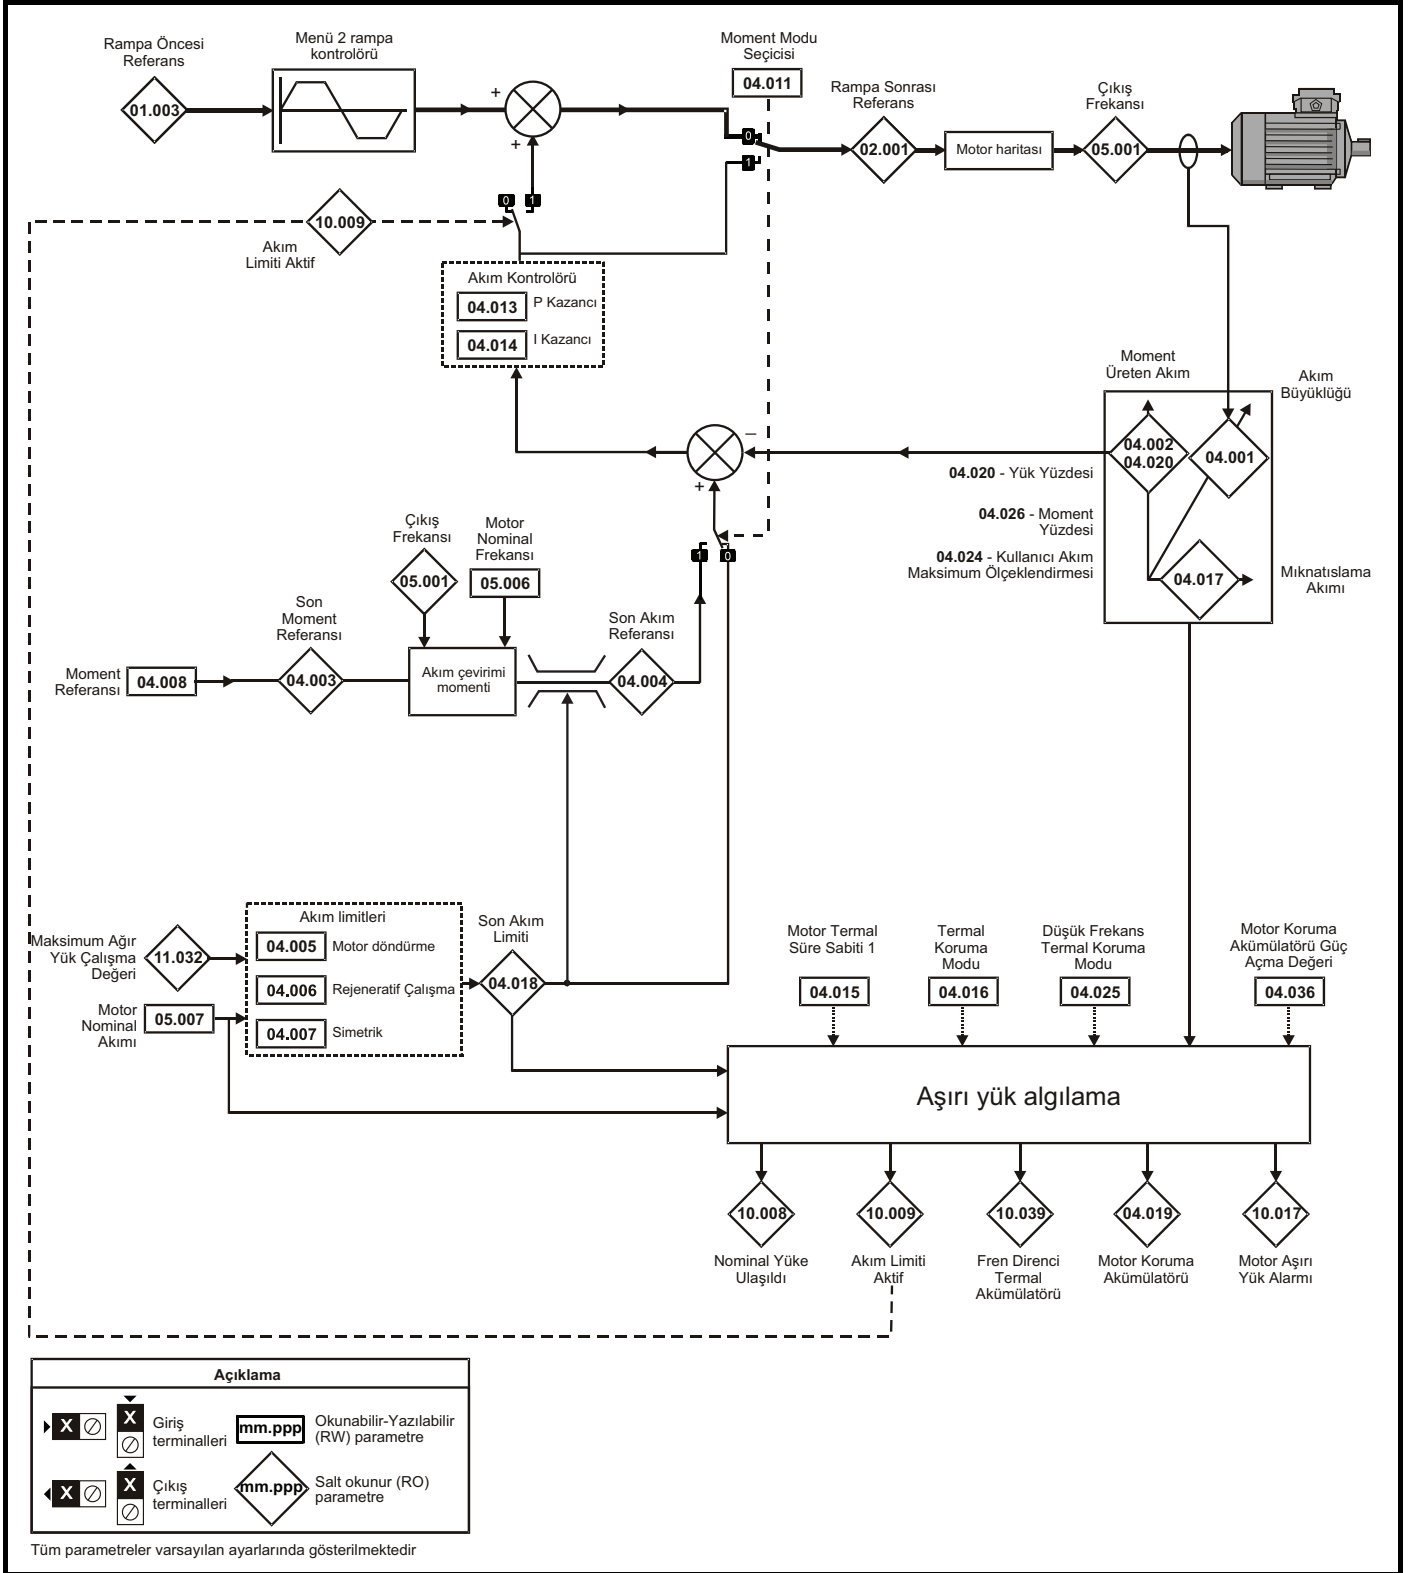 Rampa Öncesi
Referans
01.003
Menü 2 rampa
kontrolörü
+
+
Moment Modu
Seçicisi
04.011
0
1
Rampa Sonrası
Referans
02.001
Motor haritası
Çıkış
Frekansı
05.001
0
1
10.009
Akım
Limiti Aktif
Akım Kontrolörü
04.013
P Kazancı
04.014
I Kazancı
Moment
Üreten Akım
Akım
Büyüklüğü
04.002
04.020
04.001
04.017
Mıknatıslama
Akımı
–
+
04.020 - Yük Yüzdesi
04.026 - Moment
Yüzdesi
04.024 - Kullanıcı Akım
Maksimum Ölçeklendirmesi
1
0
Çıkış
Frekansı
05.001
Motor
Nominal
Frekansı
05.006
Moment
Referansı
04.008
Son
Moment
Referansı
04.003
Akım çevirimi
momenti
Son Akım
Referansı
04.004
Maksimum Ağır
Yük Çalışma
Değeri
11.032
Motor
Nominal
Akımı
05.007
Akım limitleri
04.005
Motor döndürme
04.006
Rejeneratif Çalışma
04.007
Simetrik
Son Akım
Limiti
04.018
Motor Termal
Süre Sabiti 1
04.015
Termal
Koruma
Modu
04.016
Düşük Frekans
Termal Koruma
Modu
04.025
Motor Koruma
Akümülatörü Güç
Açma Değeri
04.036
Aşırı yük algılama
10.008
Nominal Yüke
Ulaşıldı
10.009
Akım Limiti
Aktif
10.039
Fren Direnci
Termal
Akümülatörü
04.019
Motor Koruma
Akümülatörü
10.017
Motor Aşırı
Yük Alarmı
Açıklama
X
X
Giriş
terminalleri
mm.ppp
Okunabilir-Yazılabilir
(RW) parametre
X
X
Çıkış
terminalleri
mm.ppp
Salt okunur (RO)
parametre
Tüm parametreler varsayılan ayarlarında gösterilmektedir